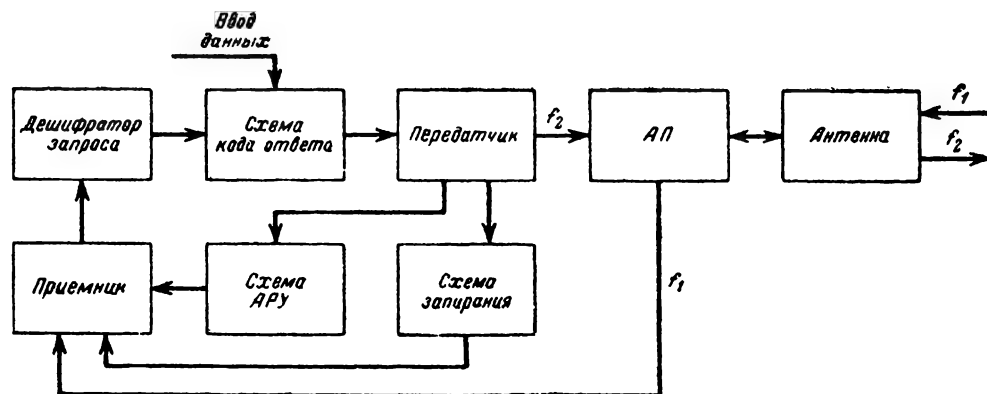 Ввод
данных
Дешифратор
запроса
Схема
кода ответа
Передатчик
f2
АП
Антенна
f1
f2
Приемник
Схема
АРУ
Схема
запирания
f1